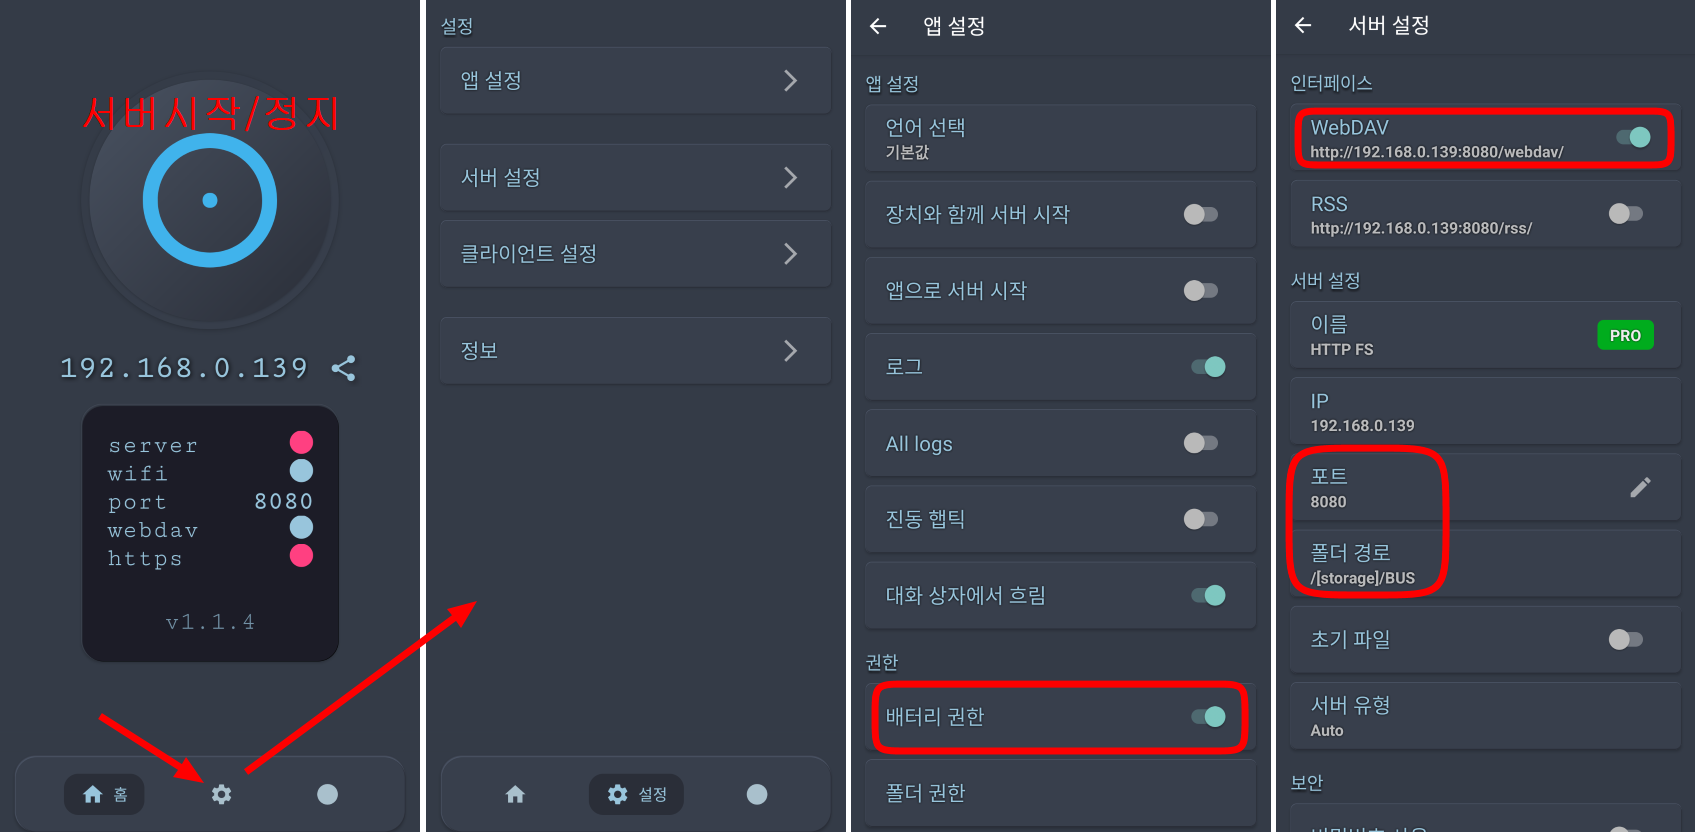 서버시작/정지
192.168.0.139
server
wifi
port 8080
webdav
https
v1.1.4
홈
설정
앱 설정
서버 설정
클라이언트 설정
정보
설정
앱 설정
앱 설정
언어 선택
기본값
장치와 함께 서버 시작
앱으로 서버 시작
로그
All logs
진동 햅틱
대화 상자에서 흐림
권한
배터리 권한
폴더 권한
서버 설정
인터페이스
WebDAV
http://192.168.0.139:8080/webdav/
RSS
http://192.168.0.139:8080/rss/
서버 설정
이름
HTTP FS
PRO
IP
192.168.0.139
포트
8080
폴더 경로
/[storage]/BUS
초기 파일
서버 유형
Auto
보안